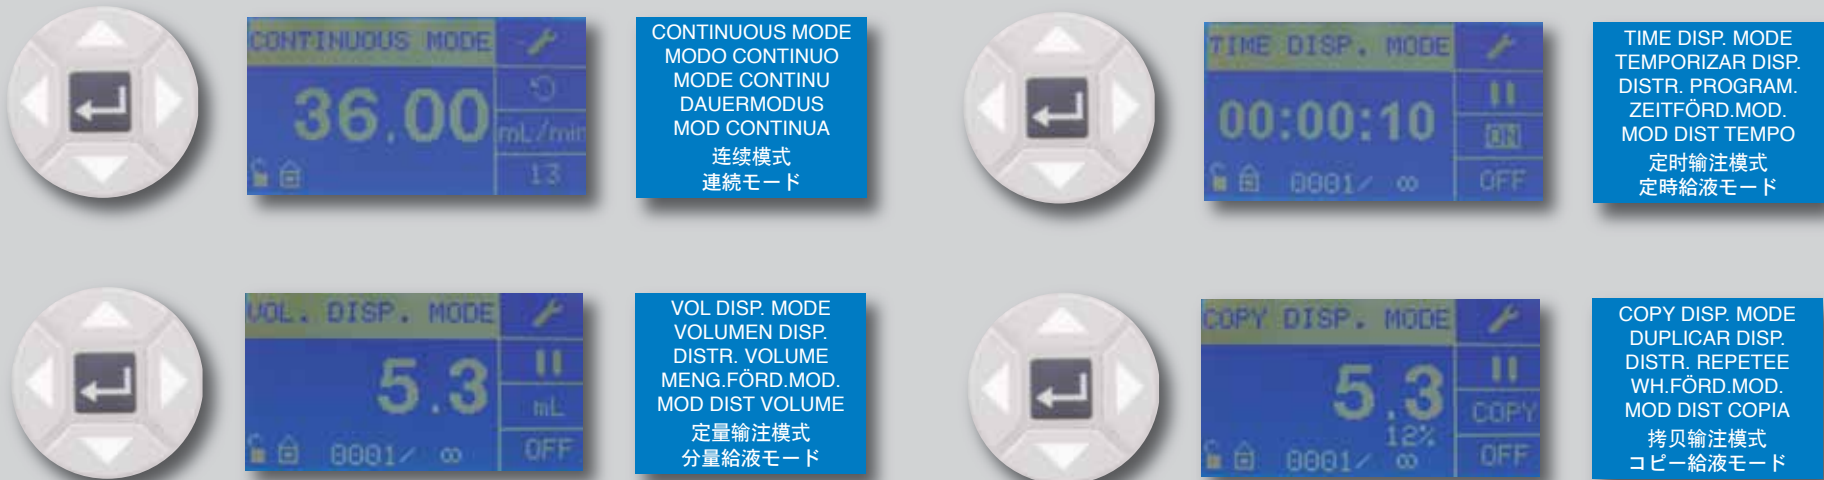 CONTINUOUS MODE
36.00
mL/min
13
CONTINUOUS MODE
MODO CONTINUO
MODE CONTINU
DAUERMODUS
MOD CONTINUA
连续模式
連続モード
TIME DISP. MODE
00:00:10
ON
0001/ ∞
OFF
TIME DISP. MODE
TEMPORIZAR DISP.
DISTR. PROGRAM.
ZEITFÖRD.MOD.
MOD DIST TEMPO
定时输注模式
定時給液モード
VOL. DISP. MODE
5.3
mL
0001/ ∞
OFF
VOL DISP. MODE
VOLUMEN DISP.
DISTR. VOLUME
MENG.FÖRD.MOD.
MOD DIST VOLUME
定量输注模式
分量給液モード
COPY DISP. MODE
5.3
COPY
12%
0001/ ∞
OFF
COPY DISP. MODE
DUPLICAR DISP.
DISTR. REPETEE
WH.FÖRD.MOD.
MOD DIST COPIA
拷贝输注模式
コピー給液モード